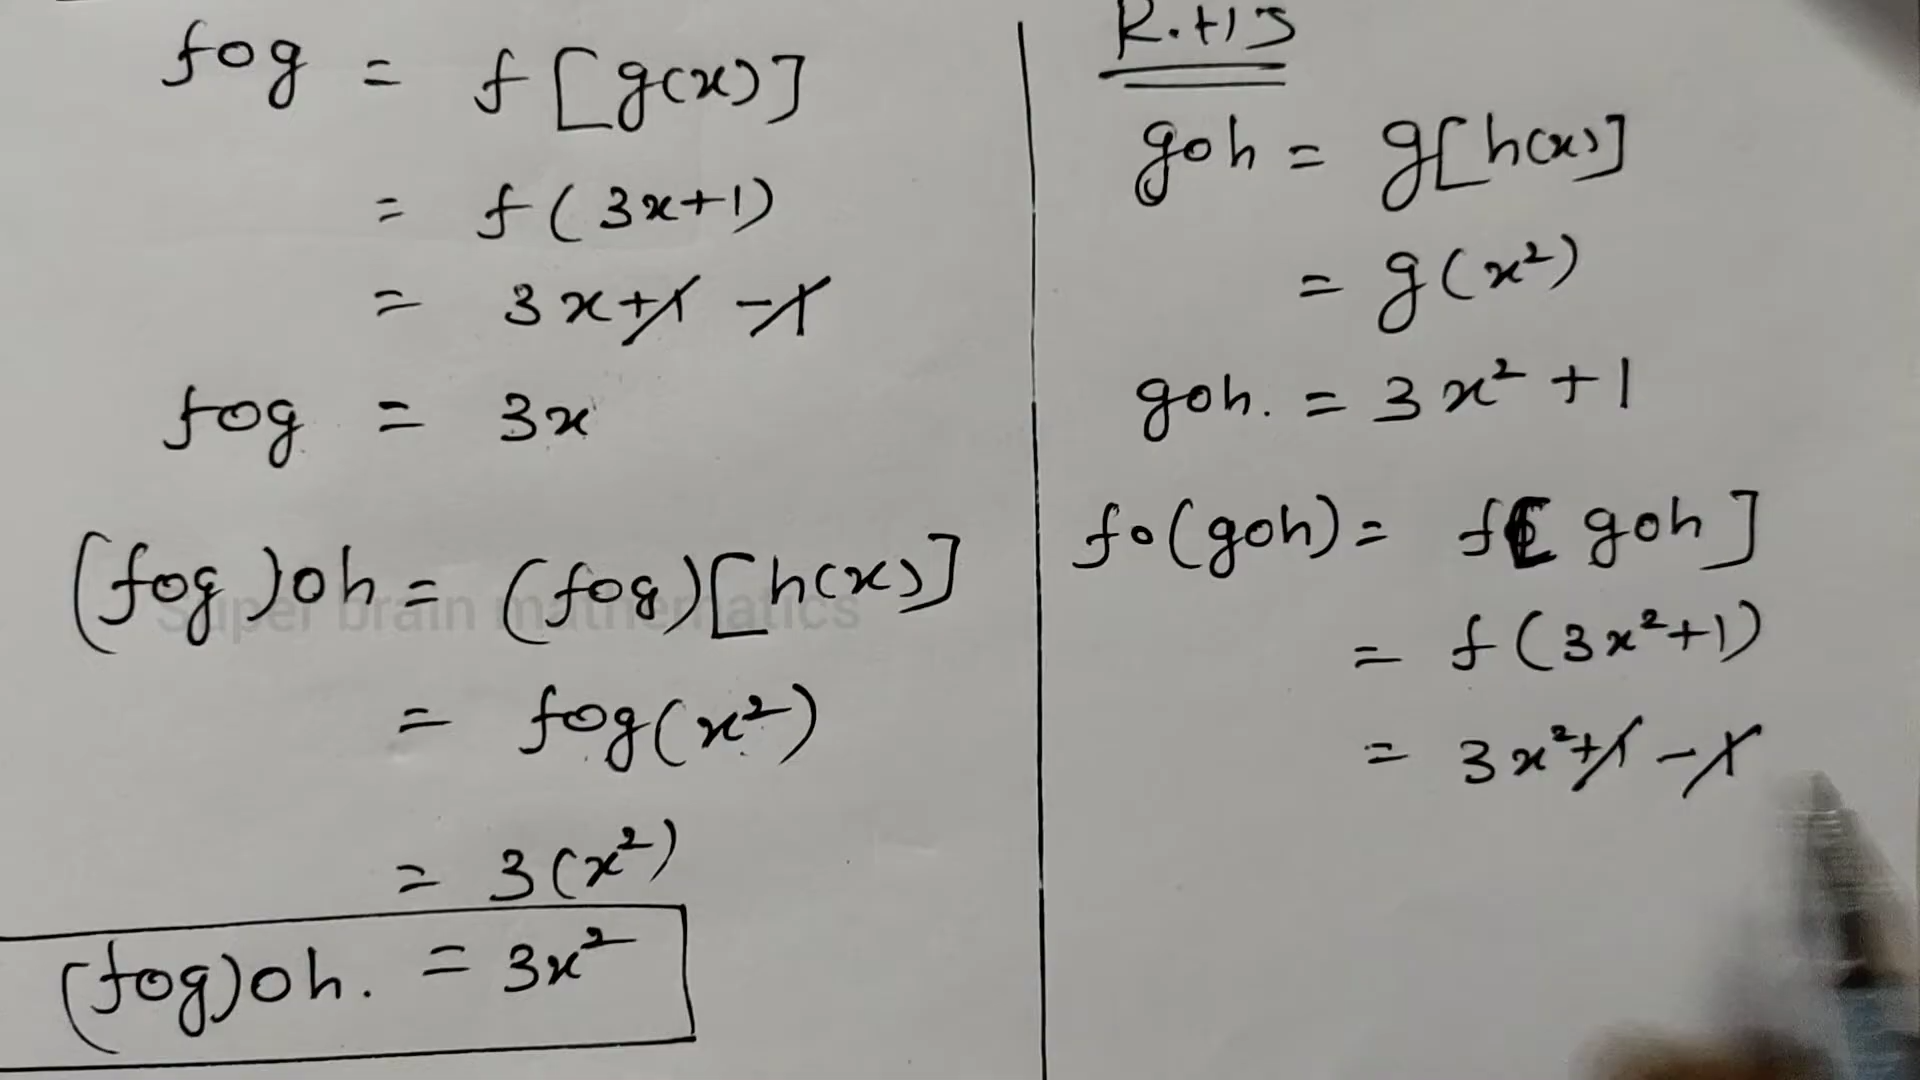 fog = f[g(x)]
= f(3x+1)
= 3x+1 -1
fog = 3x
(fog)oh = (fog)[h(x)]
Super brain mathematics
= fog(x²)
= 3(x²)
(fog)oh. = 3x²
R.H.S
goh = g[h(x)]
= g(x²)
goh. = 3x² + 1
fo(goh) = f[goh]
= f(3x²+1)
= 3x²+1 -1